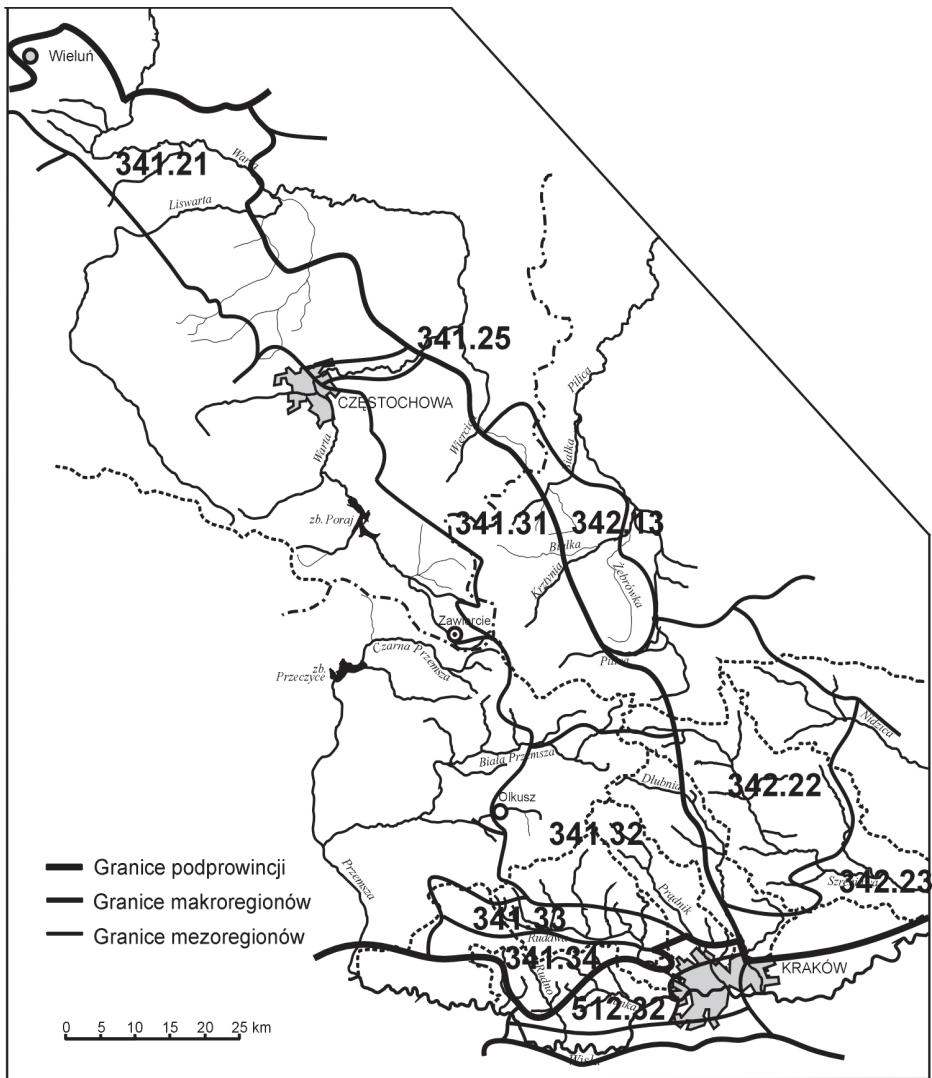 Wieluń
341.21
Warta
Liswarta
341.25
CZĘSTOCHOWA
Pilica
Warta
zb. Poraj
341.31
342.13
Białka
Krztynia
Żebrówka
Zawiercie
Pilica
Czarna Przemsza
zb.
Przeczyce
Nidzica
Biała Przemsza
Dłubnia
342.22
Olkusz
341.32
Granice podprowincji
Granice makroregionów
Granice mezoregionów
Przemsza
Prądnik
342.23
341.33
Rudawa
341.34
Rudno
KRAKÓW
512.32
0 5 10 15 20 25 km
Wisła